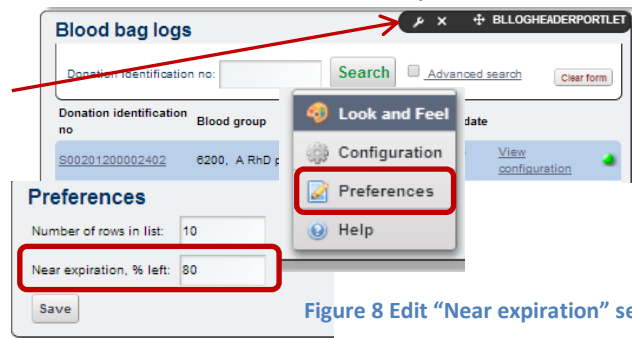 Blood bag logs
BLLOGHEADERPORTLET
Donation identification no:
Search
Advanced search
Clear form
Donation identification no
Blood group
date
S00201200002402
6200, A RhD p
View configuration
Look and Feel
Configuration
Preferences
Help
Preferences
Number of rows in list: 10
Near expiration, % left: 80
Save
Figure 8 Edit “Near expiration” se